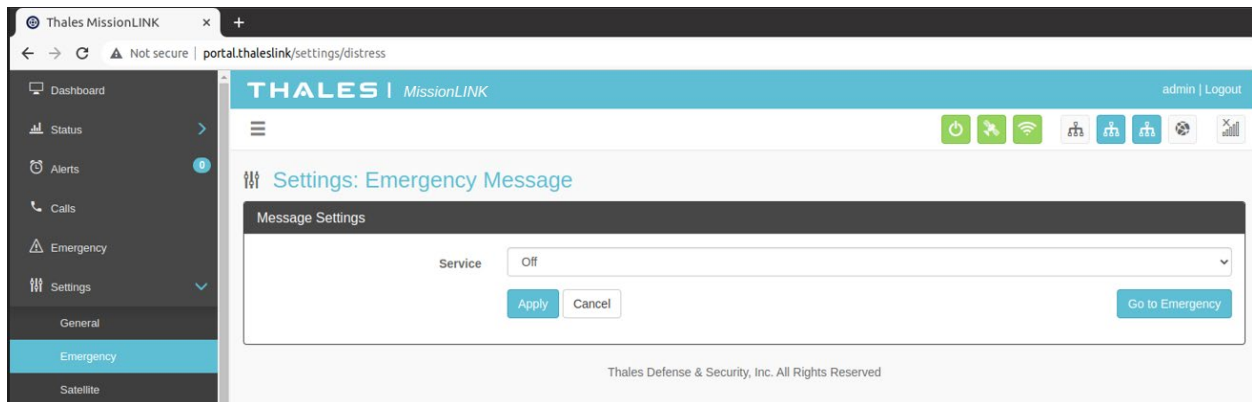 Thales MissionLINK
Not secure | portal.thaleslink/settings/distress
Dashboard
Status
Alerts 0
Calls
Emergency
Settings
General
Emergency
Satellite
THALES | MissionLINK
admin | Logout
Settings: Emergency Message
Message Settings
Service Off
Apply Cancel Go to Emergency
Thales Defense & Security, Inc. All Rights Reserved